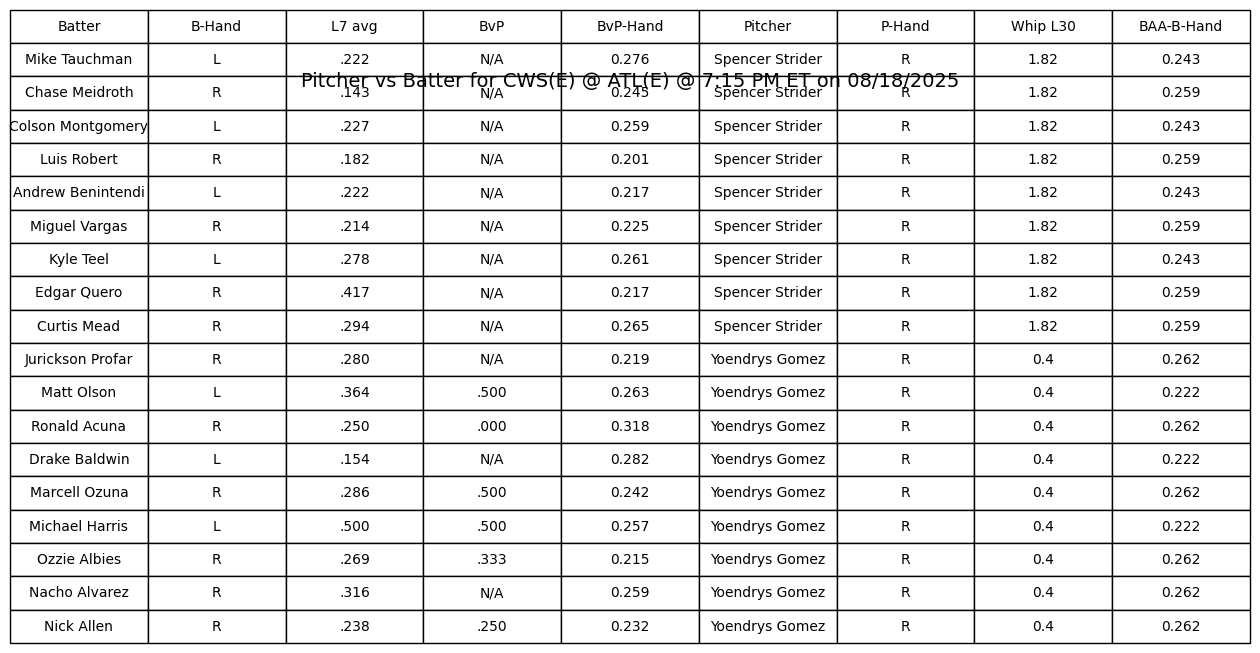 Batter B-Hand L7 avg BvP BvP-Hand Pitcher P-Hand Whip L30 BAA-B-Hand
Mike Tauchman L .222 N/A 0.276 Spencer Strider R 1.82 0.243
Pitcher vs Batter for CWS(E) @ ATL(E) @ 7:15 PM ET on 08/18/2025
Chase Meidroth R .143 N/A 0.245 Spencer Strider R 1.82 0.259
Colson Montgomery L .227 N/A 0.259 Spencer Strider R 1.82 0.243
Luis Robert R .182 N/A 0.201 Spencer Strider R 1.82 0.259
Andrew Benintendi L .222 N/A 0.217 Spencer Strider R 1.82 0.243
Miguel Vargas R .214 N/A 0.225 Spencer Strider R 1.82 0.259
Kyle Teel L .278 N/A 0.261 Spencer Strider R 1.82 0.243
Edgar Quero R .417 N/A 0.217 Spencer Strider R 1.82 0.259
Curtis Mead R .294 N/A 0.265 Spencer Strider R 1.82 0.259
Jurickson Profar R .280 N/A 0.219 Yoendrys Gomez R 0.4 0.262
Matt Olson L .364 .500 0.263 Yoendrys Gomez R 0.4 0.222
Ronald Acuna R .250 .000 0.318 Yoendrys Gomez R 0.4 0.262
Drake Baldwin L .154 N/A 0.282 Yoendrys Gomez R 0.4 0.222
Marcell Ozuna R .286 .500 0.242 Yoendrys Gomez R 0.4 0.262
Michael Harris L .500 .500 0.257 Yoendrys Gomez R 0.4 0.222
Ozzie Albies R .269 .333 0.215 Yoendrys Gomez R 0.4 0.262
Nacho Alvarez R .316 N/A 0.259 Yoendrys Gomez R 0.4 0.262
Nick Allen R .238 .250 0.232 Yoendrys Gomez R 0.4 0.262